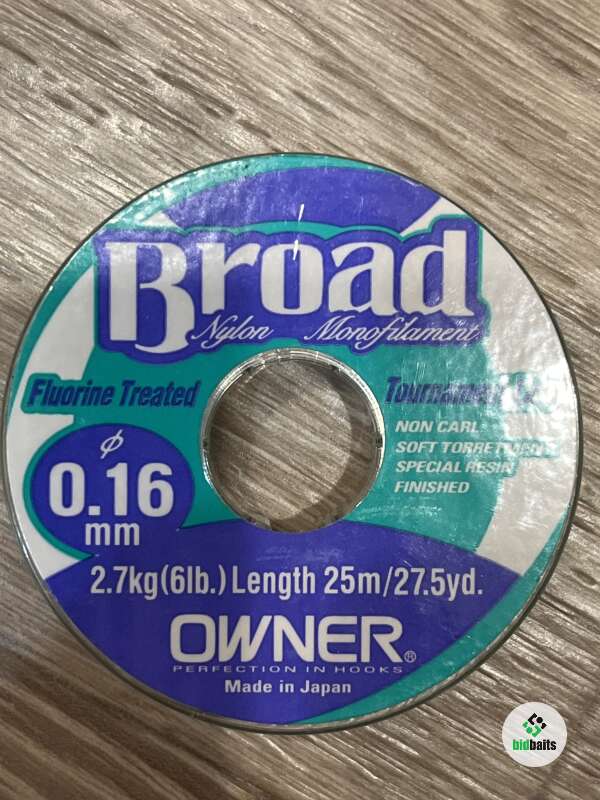 Broad
Nylon Monofilament
Fluorine Treated
NON CARL
SPECIAL RESIN
FINISHED
SOFT
ϕ
0.16
mm
2.7kg(6lb.) Length 25m/27.5yd.
OWNER®
PERFECTION IN HOOKS
Made in Japan
bidbaits